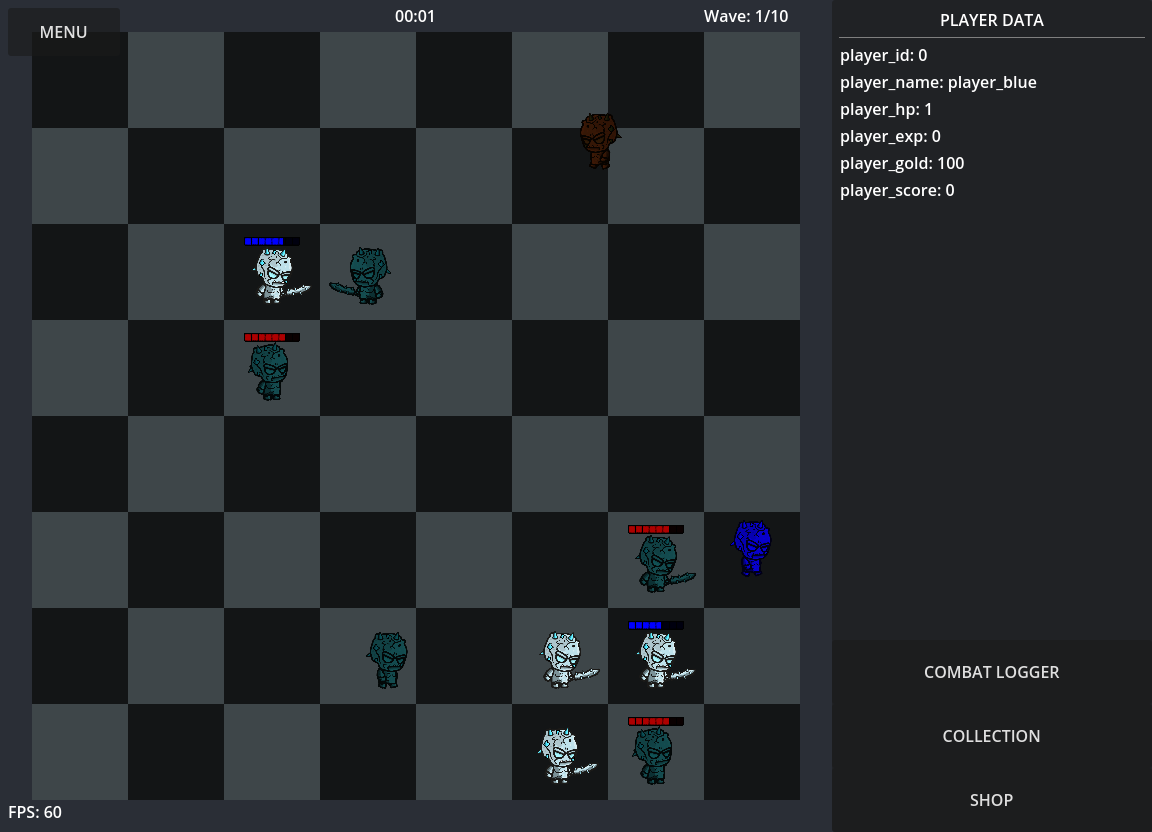 MENU
00:01
Wave: 1/10
PLAYER DATA
player_id: 0
player_name: player_blue
player_hp: 1
player_exp: 0
player_gold: 100
player_score: 0
COMBAT LOGGER
COLLECTION
SHOP
FPS: 60